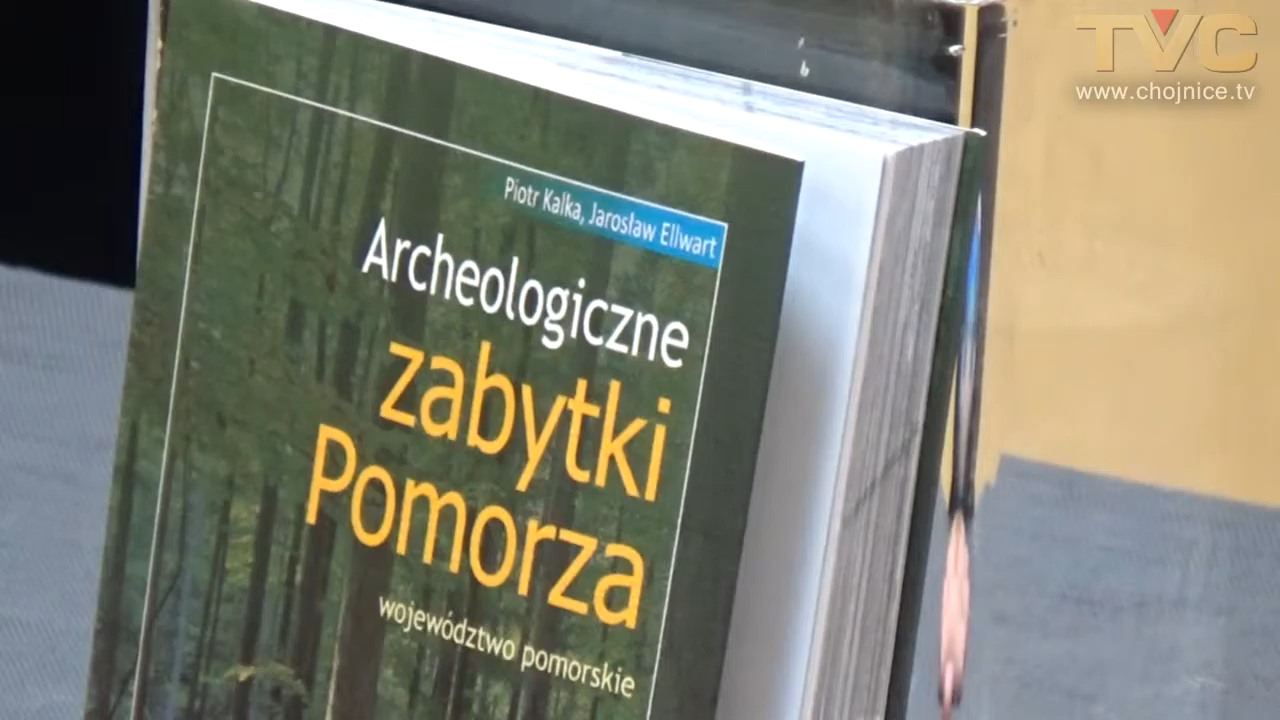 TVC
www.chojnice.tv
Piotr Kalka, Jarosław Ellwart
Archeologiczne
zabytki
Pomorza
województwo pomorskie